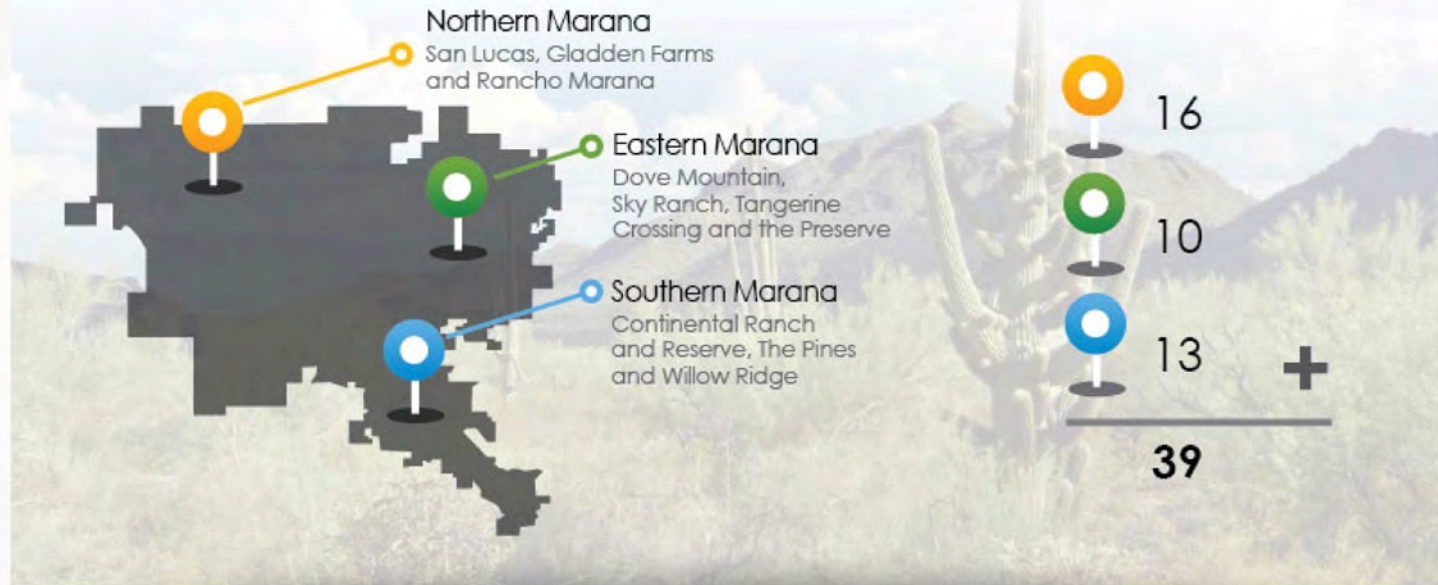 Northern Marana
San Lucas, Gladden Farms
and Rancho Marana
Eastern Marana
Dove Mountain,
Sky Ranch, Tangerine
Crossing and the Preserve
Southern Marana
Continental Ranch
and Reserve, The Pines
and Willow Ridge
16
10
13 +
39